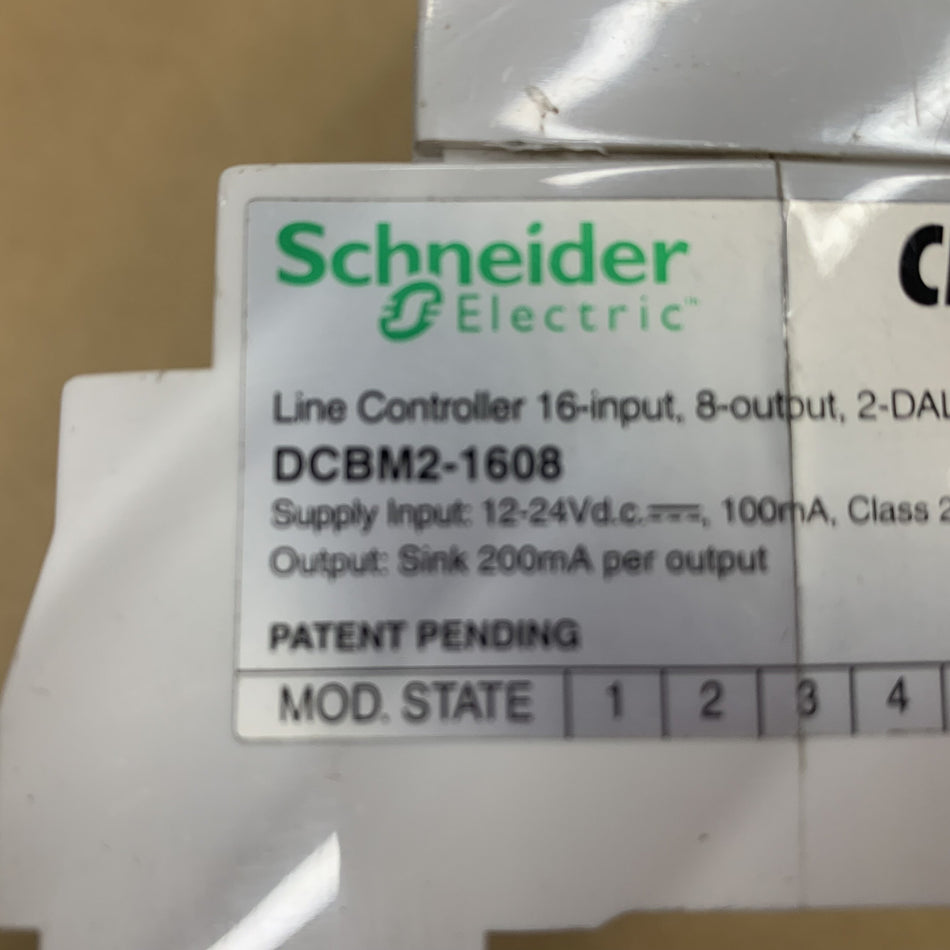 Schneider
Electric™
Line Controller 16-input, 8-output, 2-DAL
DCBM2-1608
Supply Input: 12-24Vd.c. ⎓, 100mA, Class 2
Output: Sink 200mA per output
PATENT PENDING
MOD. STATE 1 2 3 4